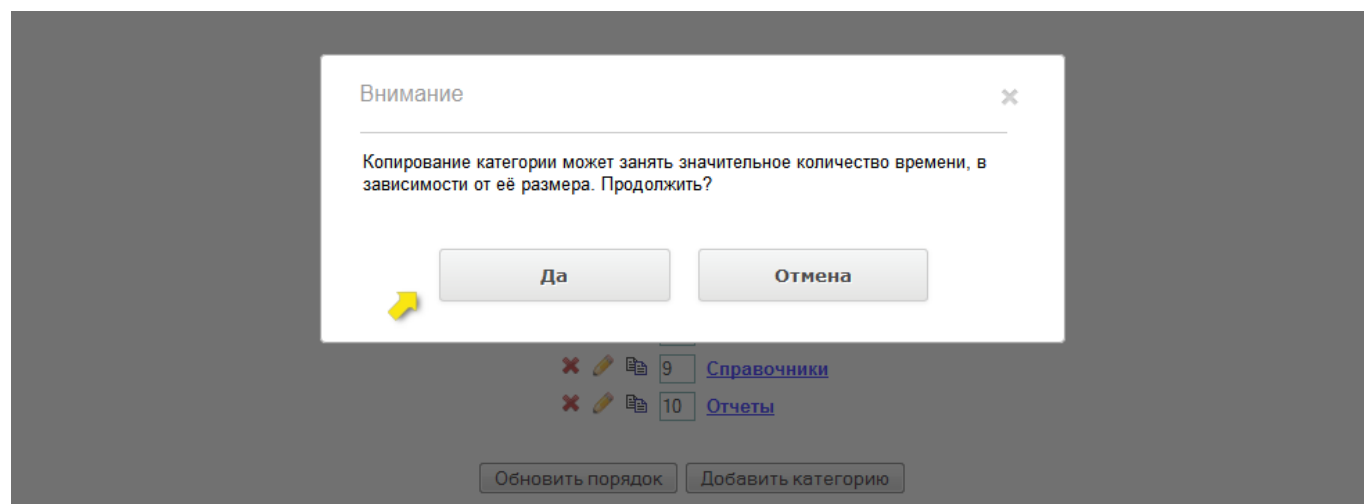 Внимание
Копирование категории может занять значительное количество времени, в
зависимости от её размера. Продолжить?
Да Отмена
9 Справочники
10 Отчеты
Обновить порядок Добавить категорию